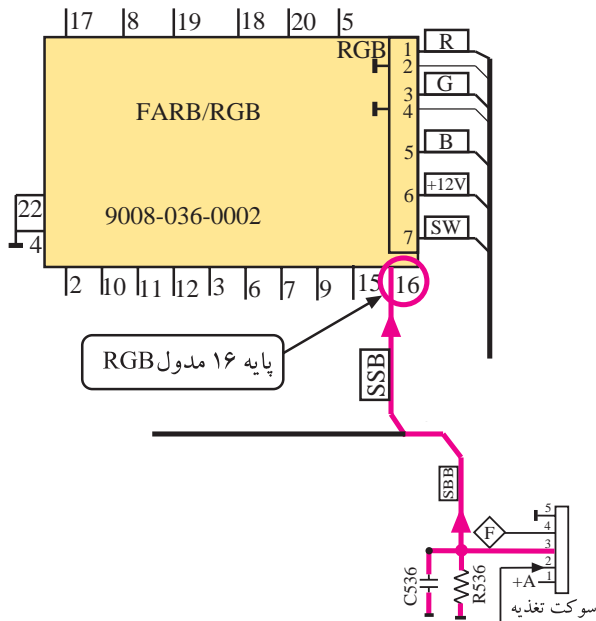 17 8 19 18 20 5
RGB 1 R
2
FARB/RGB 3 G
4
5 B
22 6 +12V
9008-036-0002
4 7 SW
2 10 11 12 3 6 7 9 15 16
پایه ۱۶ مدول RGB
SSB
SBB
5
F 4
3
2
+A 1
C536 R536
سوکت تغذیه